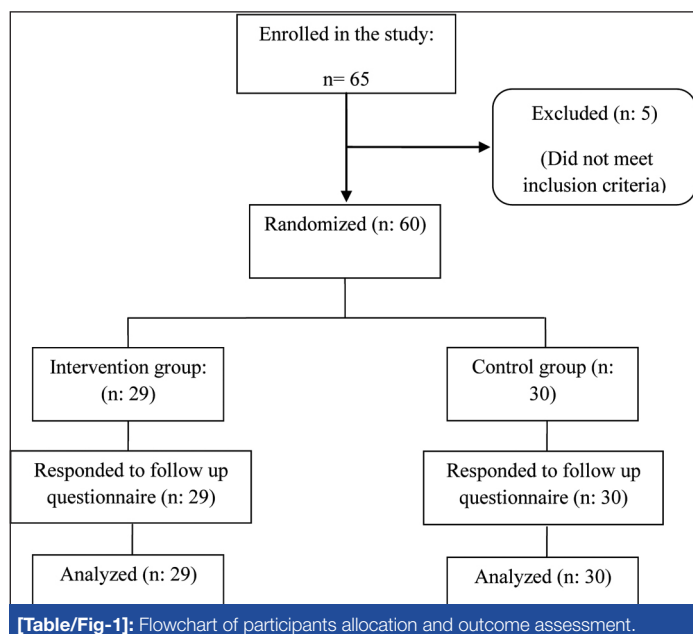 Enrolled in the study:
n= 65
Excluded (n: 5)
(Did not meet
inclusion criteria)
Randomized (n: 60)
Intervention group:
(n: 29)
Control group (n:
30)
Responded to follow up
questionnaire (n: 29)
Responded to follow up
questionnaire (n: 30)
Analyzed (n: 29)
Analyzed (n: 30)
[Table/Fig-1]: Flowchart of participants allocation and outcome assessment.